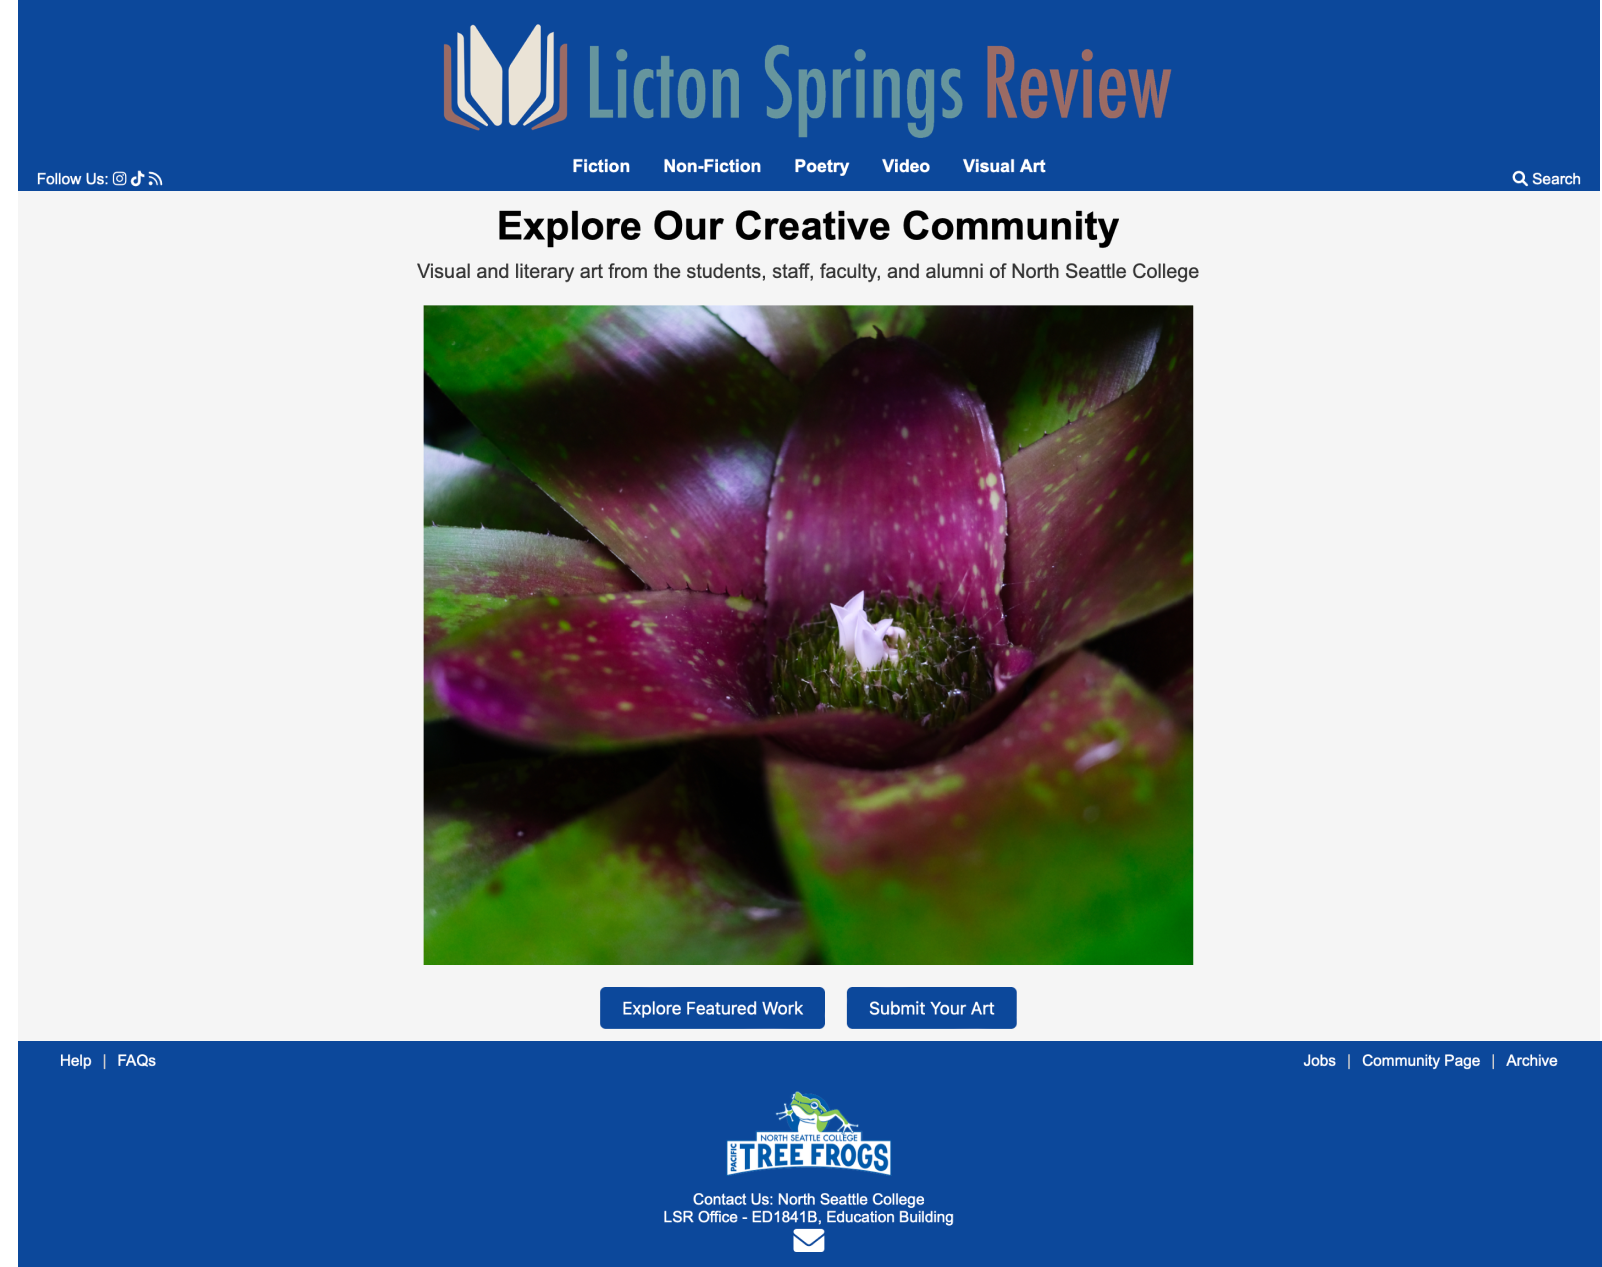 Licton Springs Review
Fiction Non-Fiction Poetry Video Visual Art
Follow Us:
Search
Explore Our Creative Community
Visual and literary art from the students, staff, faculty, and alumni of North Seattle College
Explore Featured Work
Submit Your Art
Help | FAQs
Jobs | Community Page | Archive
NORTH SEATTLE COLLEGE
PACIFIC
TREE FROGS
Contact Us: North Seattle College
LSR Office - ED1841B, Education Building